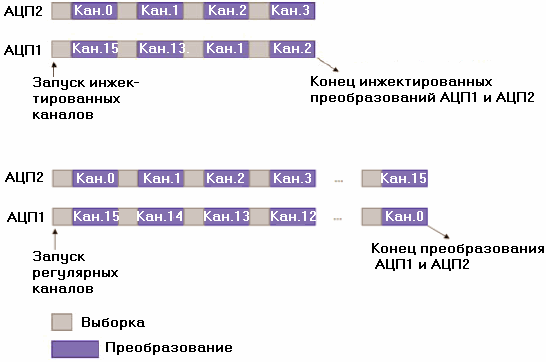 АЦП2 Кан.0 Кан.1 Кан.2 Кан.3
АЦП1 Кан.15 Кан.13. Кан.1 Кан.2
Запуск инжек-
тированных
каналов
Конец инжектированных
преобразований АЦП1 и АЦП2
АЦП2 Кан.0 Кан.1 Кан.2 Кан.3 ... Кан.15
АЦП1 Кан.15 Кан.14 Кан.13 Кан.12 ... Кан.0
Запуск
регулярных
каналов
Конец преобразования
АЦП1 и АЦП2
Выборка
Преобразование